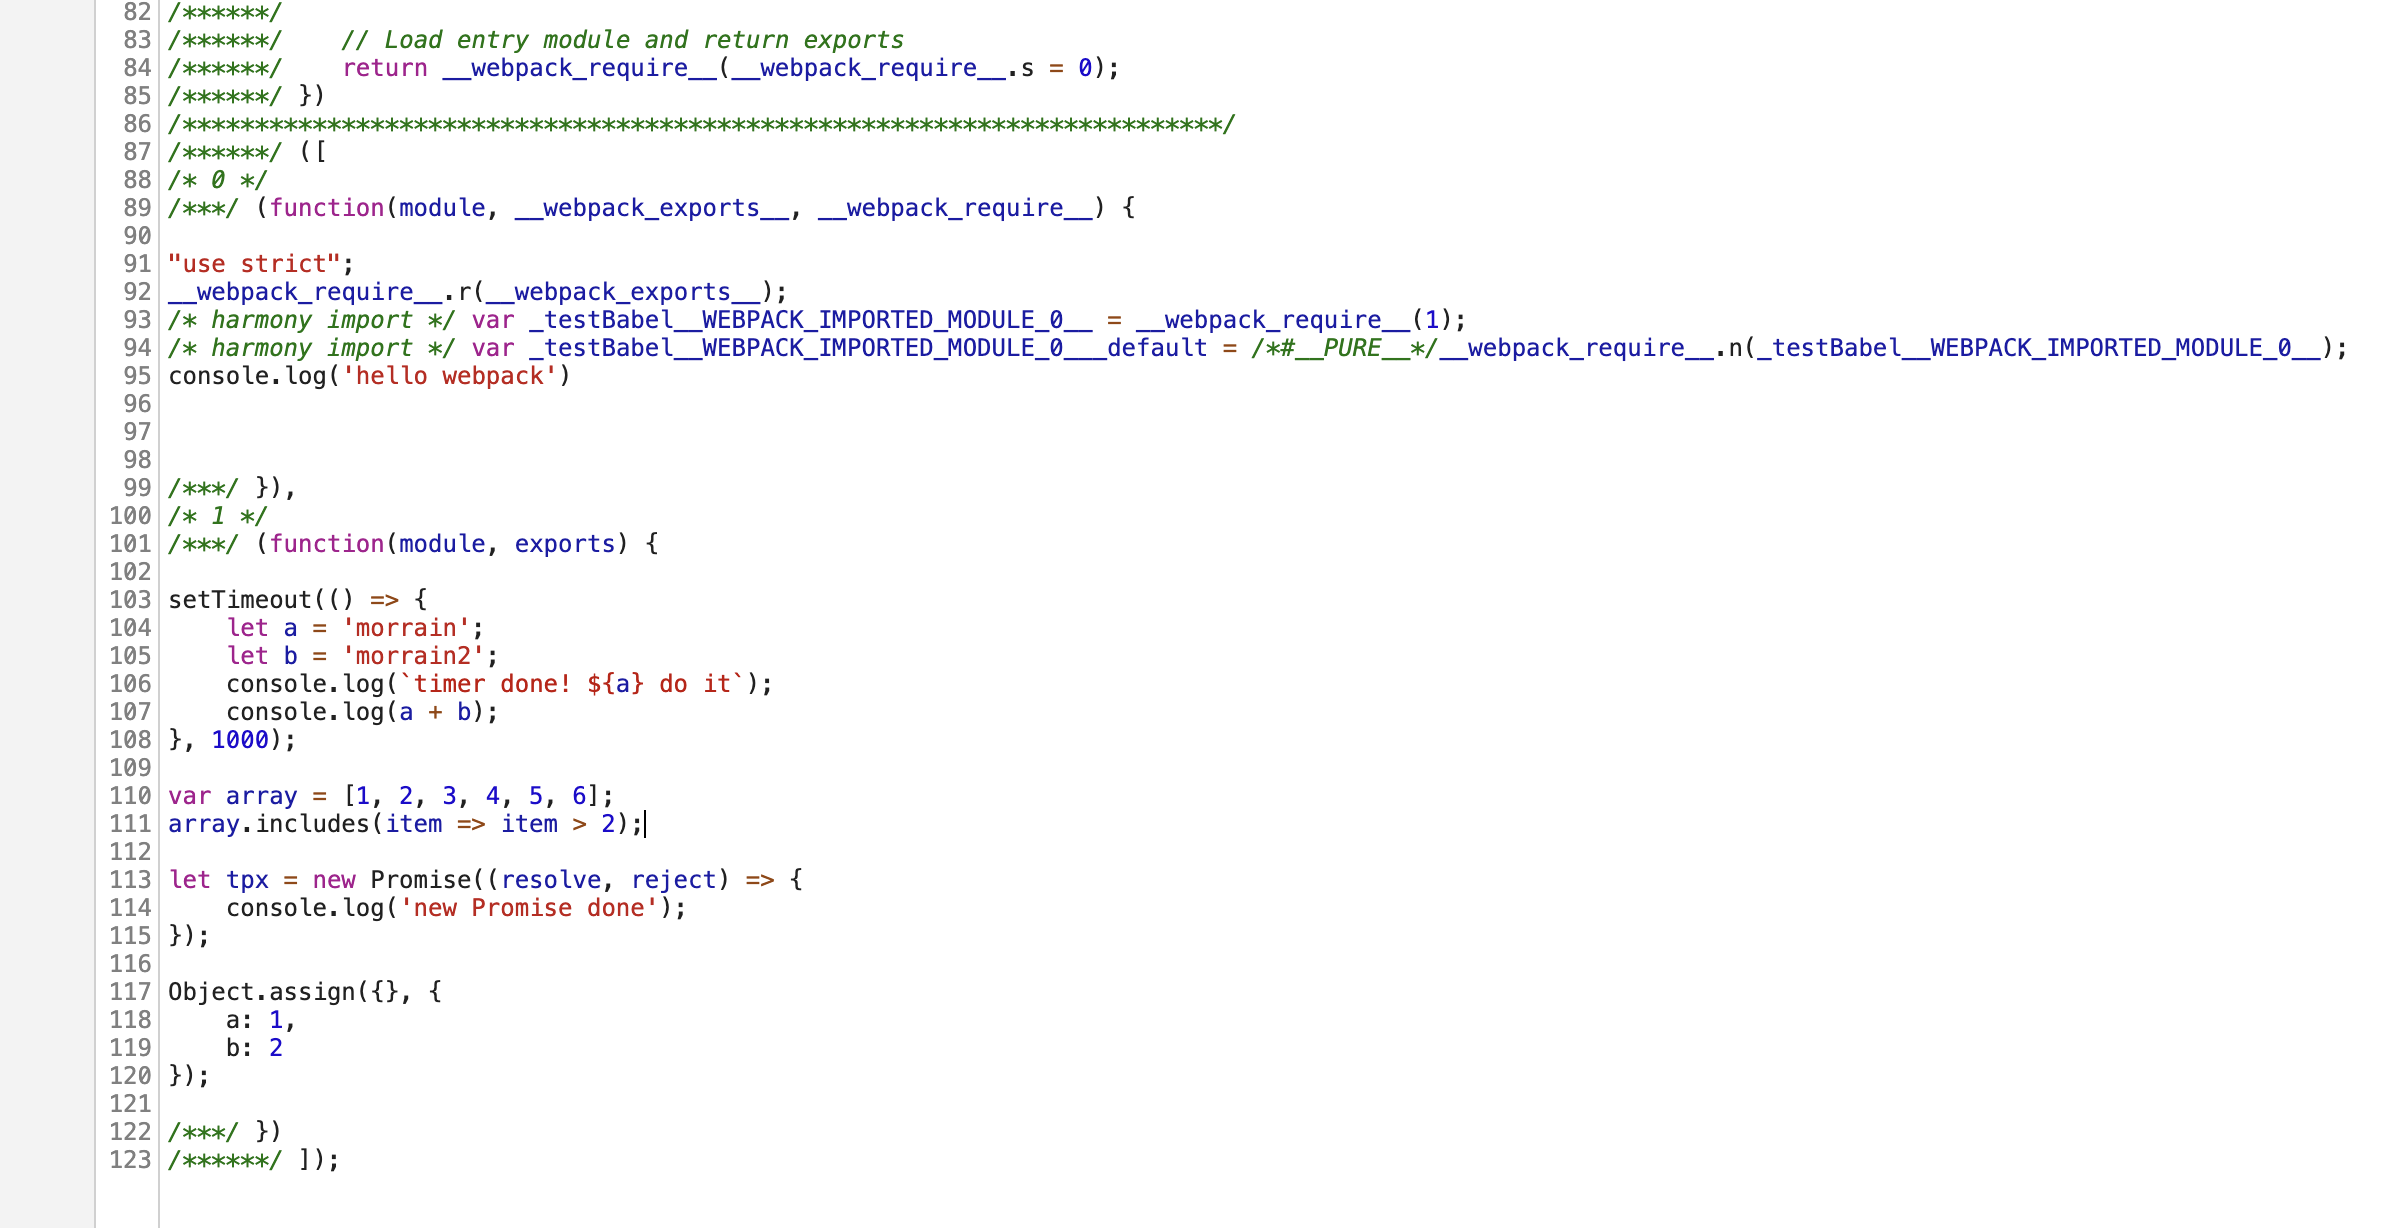 82 /******/
83 /******/    // Load entry module and return exports
84 /******/    return __webpack_require__(__webpack_require__.s = 0);
85 /******/ })
86 /************************************************************************/
87 /******/ ([
88 /* 0 */
89 /***/ (function(module, __webpack_exports__, __webpack_require__) {
90
91 "use strict";
92 __webpack_require__.r(__webpack_exports__);
93 /* harmony import */ var _testBabel__WEBPACK_IMPORTED_MODULE_0__ = __webpack_require__(1);
94 /* harmony import */ var _testBabel__WEBPACK_IMPORTED_MODULE_0___default = /*#__PURE__*/__webpack_require__.n(_testBabel__WEBPACK_IMPORTED_MODULE_0__);
95 console.log('hello webpack')
96
97
98
99 /***/ }),
100 /* 1 */
101 /***/ (function(module, exports) {
102
103 setTimeout(() => {
104     let a = 'morrain';
105     let b = 'morrain2';
106     console.log(`timer done! ${a} do it`);
107     console.log(a + b);
108 }, 1000);
109
110 var array = [1, 2, 3, 4, 5, 6];
111 array.includes(item => item > 2);
112
113 let tpx = new Promise((resolve, reject) => {
114     console.log('new Promise done');
115 });
116
117 Object.assign({}, {
118     a: 1,
119     b: 2
120 });
121
122 /***/ })
123 /******/ ]);